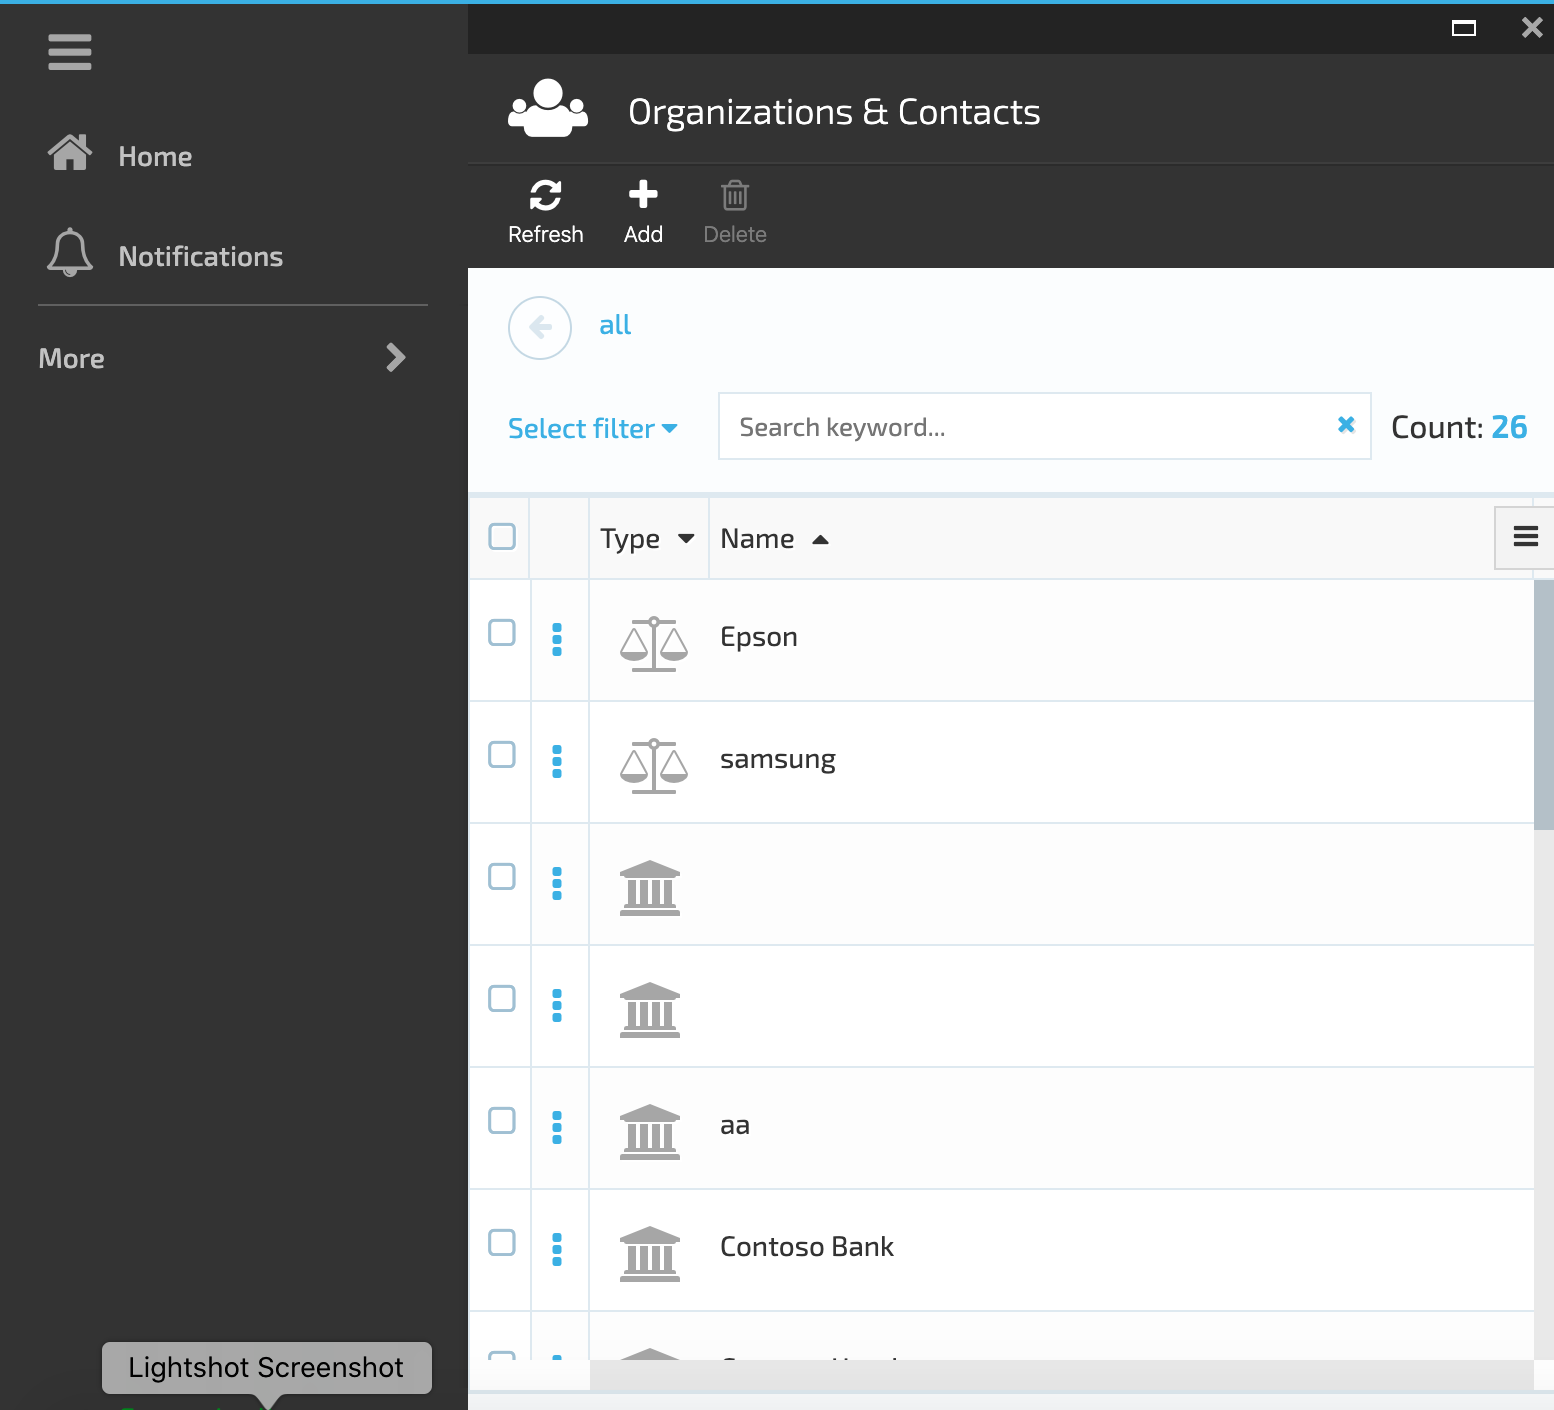 Organizations & Contacts
Home
Notifications
More
Refresh Add Delete
all
Select filter Search keyword... Count: 26
Type Name
Epson
samsung
aa
Contoso Bank
Lightshot Screenshot